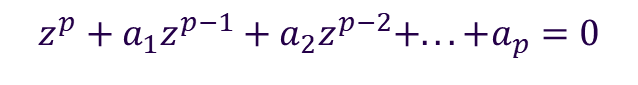 z^p + a_1z^{p−1} + a_2z^{p−2}+...+a_p = 0